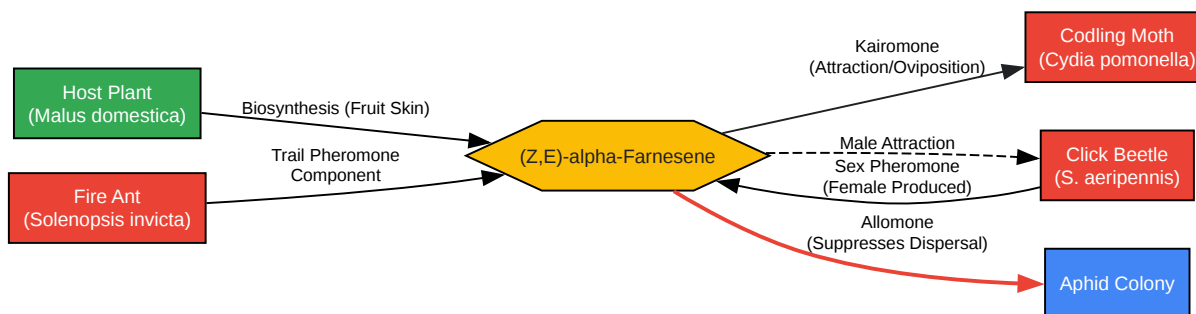 Host Plant
(Malus domestica)
Fire Ant
(Solenopsis invicta)
Biosynthesis (Fruit Skin)
Trail Pheromone
Component
(Z,E)-alpha-Farnesene
Kairomone
(Attraction/Oviposition)
Male Attraction
Sex Pheromone
(Female Produced)
Allomone
(Suppresses Dispersal)
Codling Moth
(Cydia pomonella)
Click Beetle
(S. aeripennis)
Aphid Colony